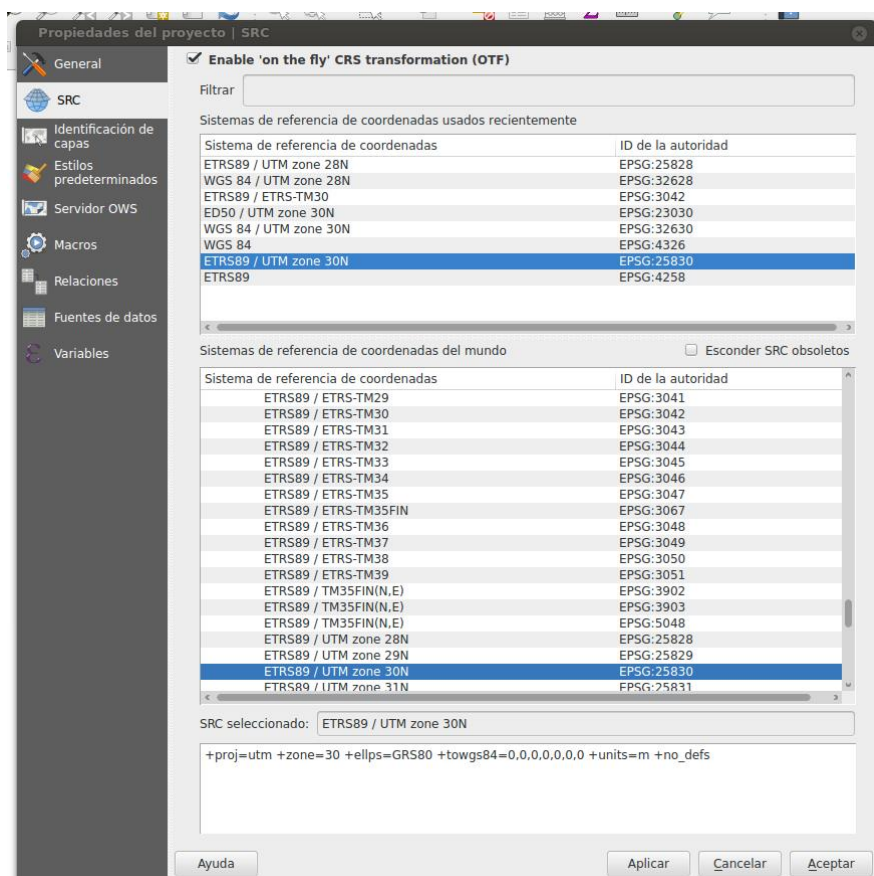 Propiedades del proyecto | SRC
General
SRC
Identificación de
capas
Estilos
predeterminados
Servidor OWS
Macros
Relaciones
Fuentes de datos
Variables
Enable 'on the fly' CRS transformation (OTF)
Filtrar
Sistemas de referencia de coordenadas usados recientemente
Sistema de referencia de coordenadas ID de la autoridad
ETRS89 / UTM zone 28N EPSG:25828
WGS 84 / UTM zone 28N EPSG:32628
ETRS89 / ETRS-TM30 EPSG:3042
ED50 / UTM zone 30N EPSG:23030
WGS 84 / UTM zone 30N EPSG:32630
WGS 84 EPSG:4326
ETRS89 / UTM zone 30N EPSG:25830
ETRS89 EPSG:4258
Sistemas de referencia de coordenadas del mundo Esconder SRC obsoletos
Sistema de referencia de coordenadas ID de la autoridad
ETRS89 / ETRS-TM29 EPSG:3041
ETRS89 / ETRS-TM30 EPSG:3042
ETRS89 / ETRS-TM31 EPSG:3043
ETRS89 / ETRS-TM32 EPSG:3044
ETRS89 / ETRS-TM33 EPSG:3045
ETRS89 / ETRS-TM34 EPSG:3046
ETRS89 / ETRS-TM35 EPSG:3047
ETRS89 / ETRS-TM35FIN EPSG:3067
ETRS89 / ETRS-TM36 EPSG:3048
ETRS89 / ETRS-TM37 EPSG:3049
ETRS89 / ETRS-TM38 EPSG:3050
ETRS89 / ETRS-TM39 EPSG:3051
ETRS89 / TM35FIN(N,E) EPSG:3902
ETRS89 / TM35FIN(N,E) EPSG:3903
ETRS89 / TM35FIN(N,E) EPSG:5048
ETRS89 / UTM zone 28N EPSG:25828
ETRS89 / UTM zone 29N EPSG:25829
ETRS89 / UTM zone 30N EPSG:25830
ETRS89 / UTM zone 31N EPSG:25831
SRC seleccionado: ETRS89 / UTM zone 30N
+proj=utm +zone=30 +ellps=GRS80 +towgs84=0,0,0,0,0,0,0 +units=m +no_defs
Ayuda Aplicar Cancelar Aceptar